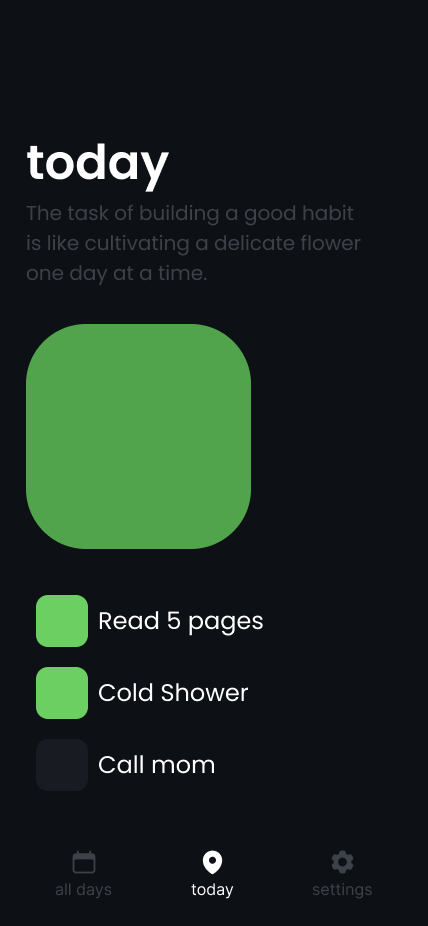 today
The task of building a good habit
is like cultivating a delicate flower
one day at a time.
Read 5 pages
Cold Shower
Call mom
all days
today
settings